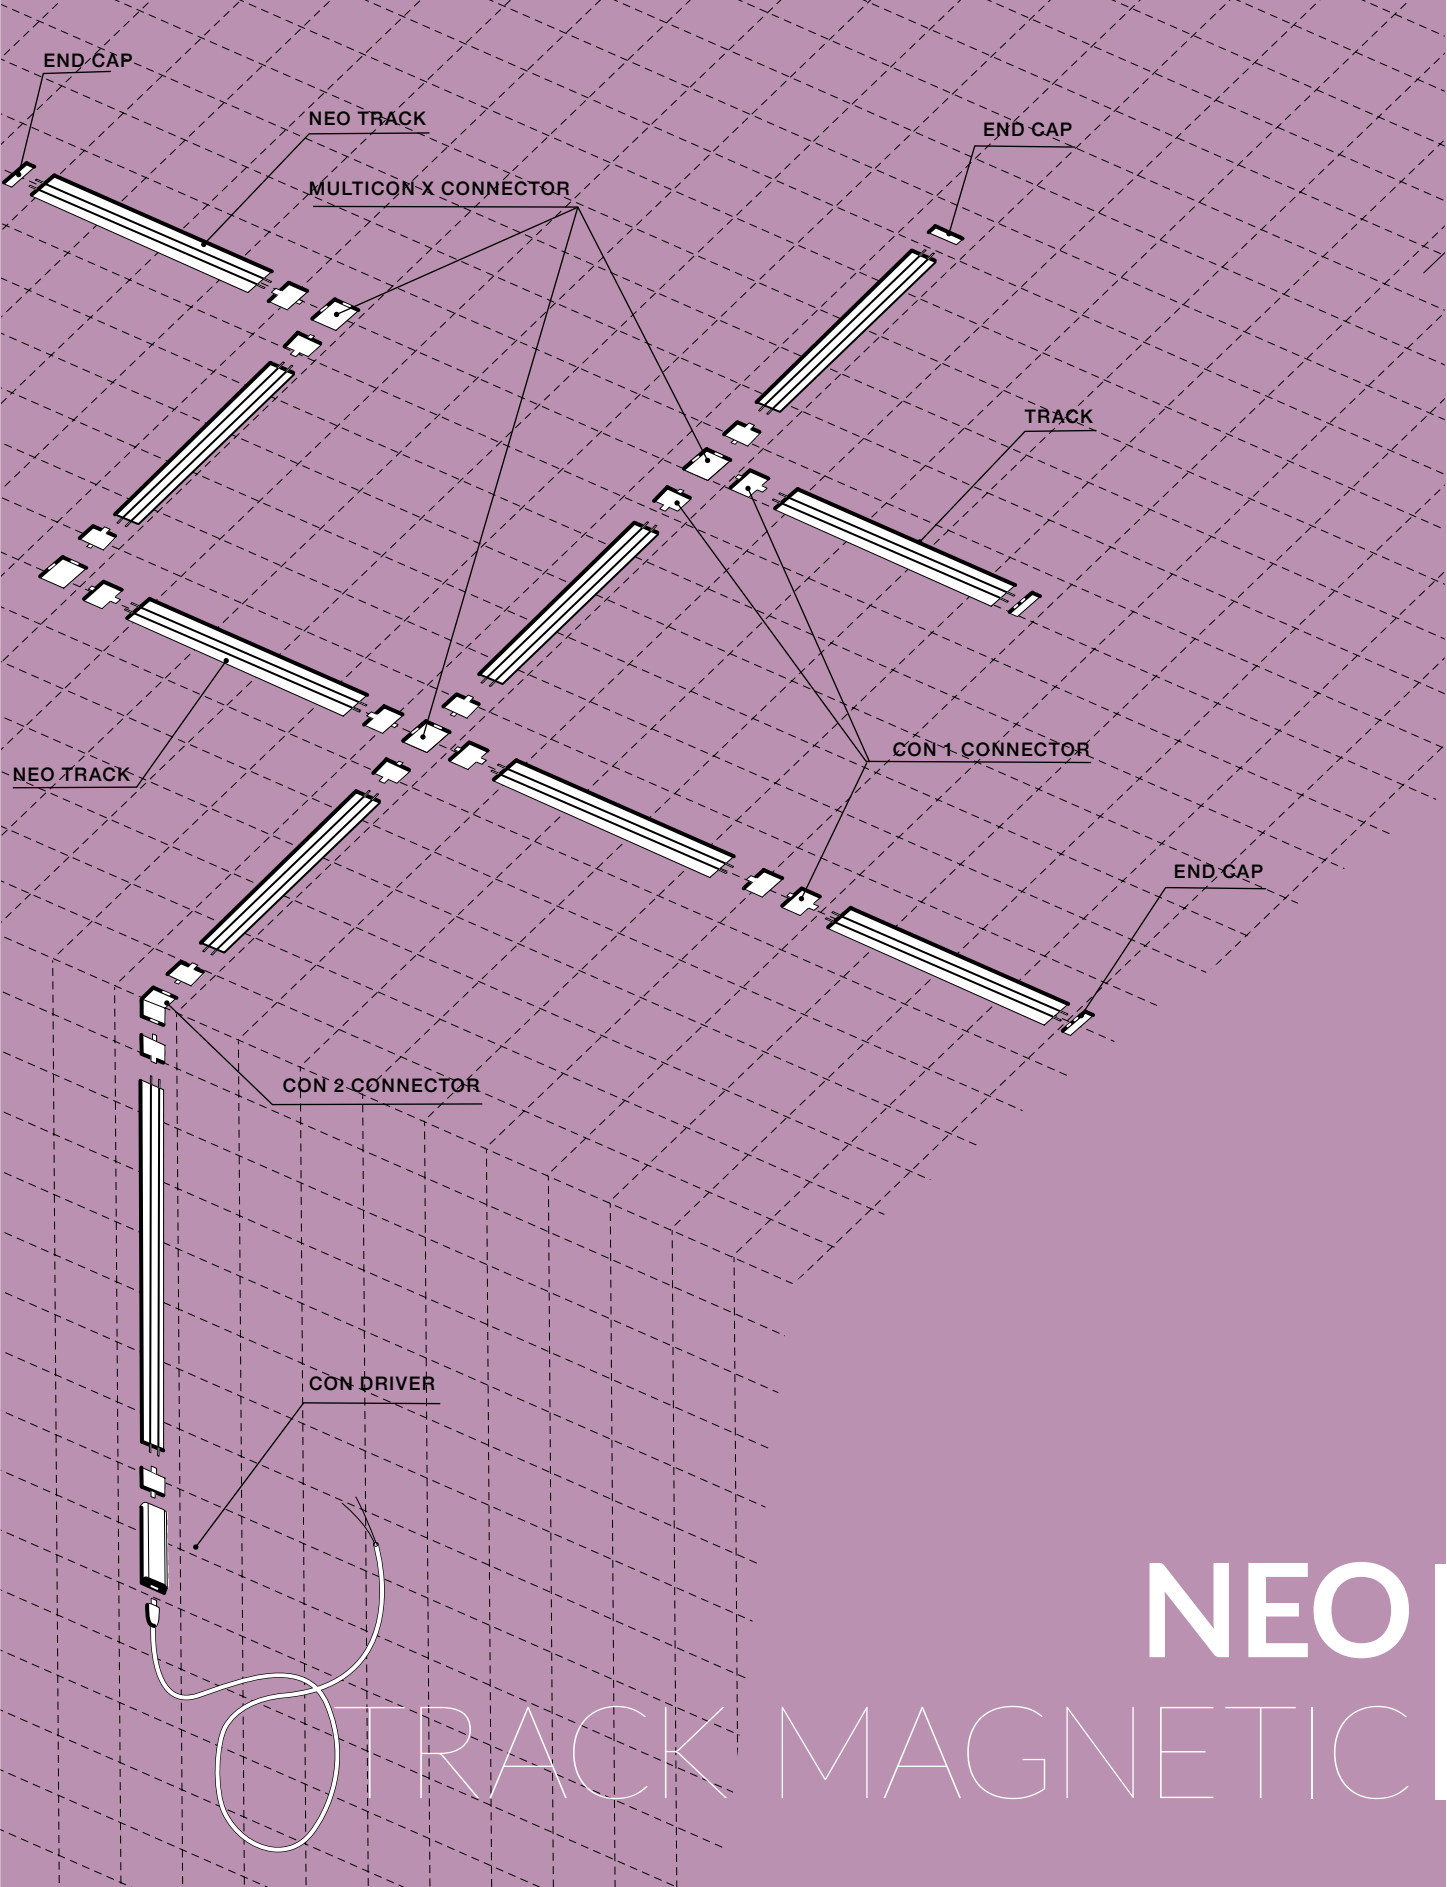 END CAP
NEO TRACK
END CAP
MULTICON X CONNECTOR
TRACK
CON 1 CONNECTOR
NEO TRACK
END CAP
CON 2 CONNECTOR
CON DRIVER
NEO
TRACK MAGNETIC